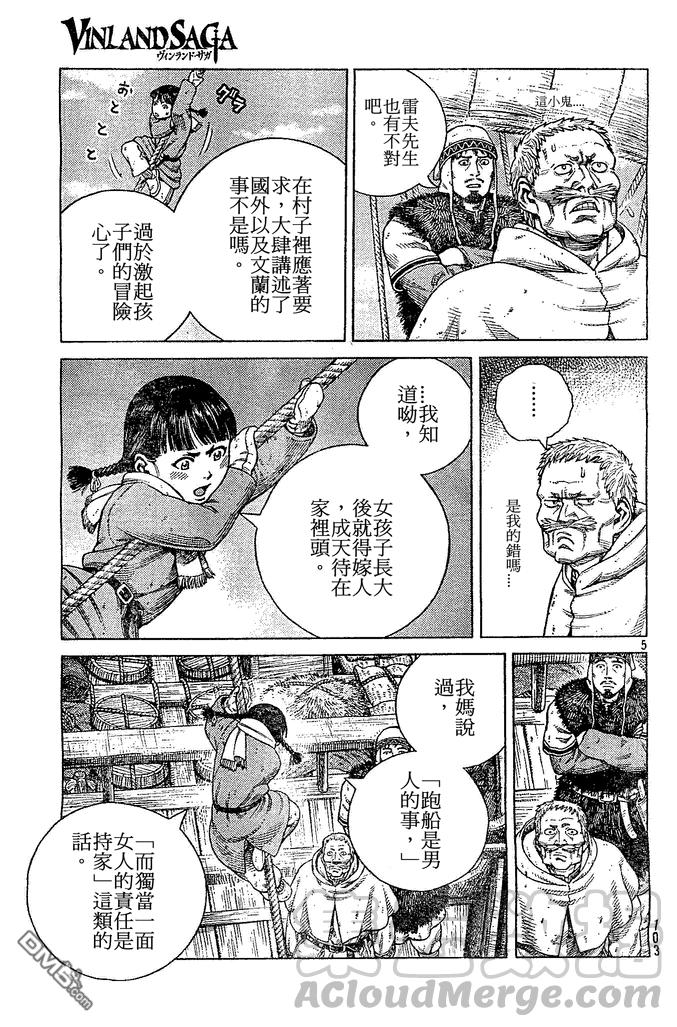 VINLAND SAGA
ヴィンランド・サガ
這小鬼....
雷夫先生
也有不對
吧。
在村子裡應著要
求，大肆講述了
國外以及文蘭的
事不是嗎。
過於激起孩
子們的冒險
心了。
グラ
おととと
.........
是我的錯嗎....
....我知
道呦，
女孩子長大
後就得嫁人
，成天待在
家裡頭。
5
我媽說
過，
「跑船是男
人的事，」
「而獨當一面
女人的責任是
持家」這類的
話。
103
DM5.com
ACloudMerge.com